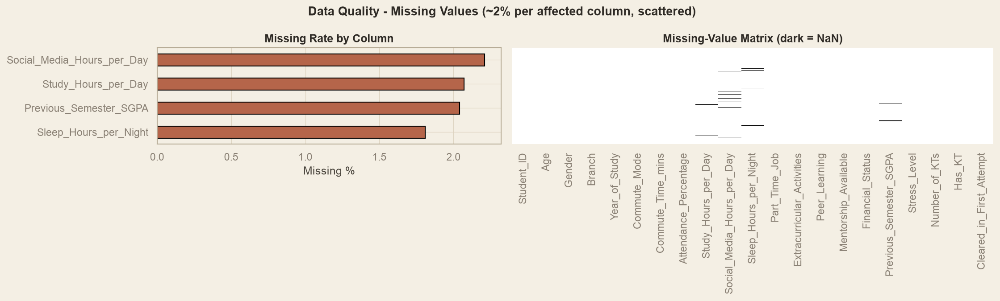 Data Quality - Missing Values (~2% per affected column, scattered)
Missing Rate by Column
Social_Media_Hours_per_Day
Study_Hours_per_Day
Previous_Semester_SGPA
Sleep_Hours_per_Night
0.0 0.5 1.0 1.5 2.0
Missing %
Missing-Value Matrix (dark = NaN)
Student_ID
Age
Gender
Branch
Year_of_Study
Commute_Mode
Commute_Time_mins
Attendance_Percentage
Study_Hours_per_Day
Social_Media_Hours_per_Day
Sleep_Hours_per_Night
Part_Time_Job
Extracurricular_Activities
Peer_Learning
Mentorship_Available
Financial_Status
Previous_Semester_SGPA
Stress_Level
Number_of_KTs
Has_KT
Cleared_in_First_Attempt